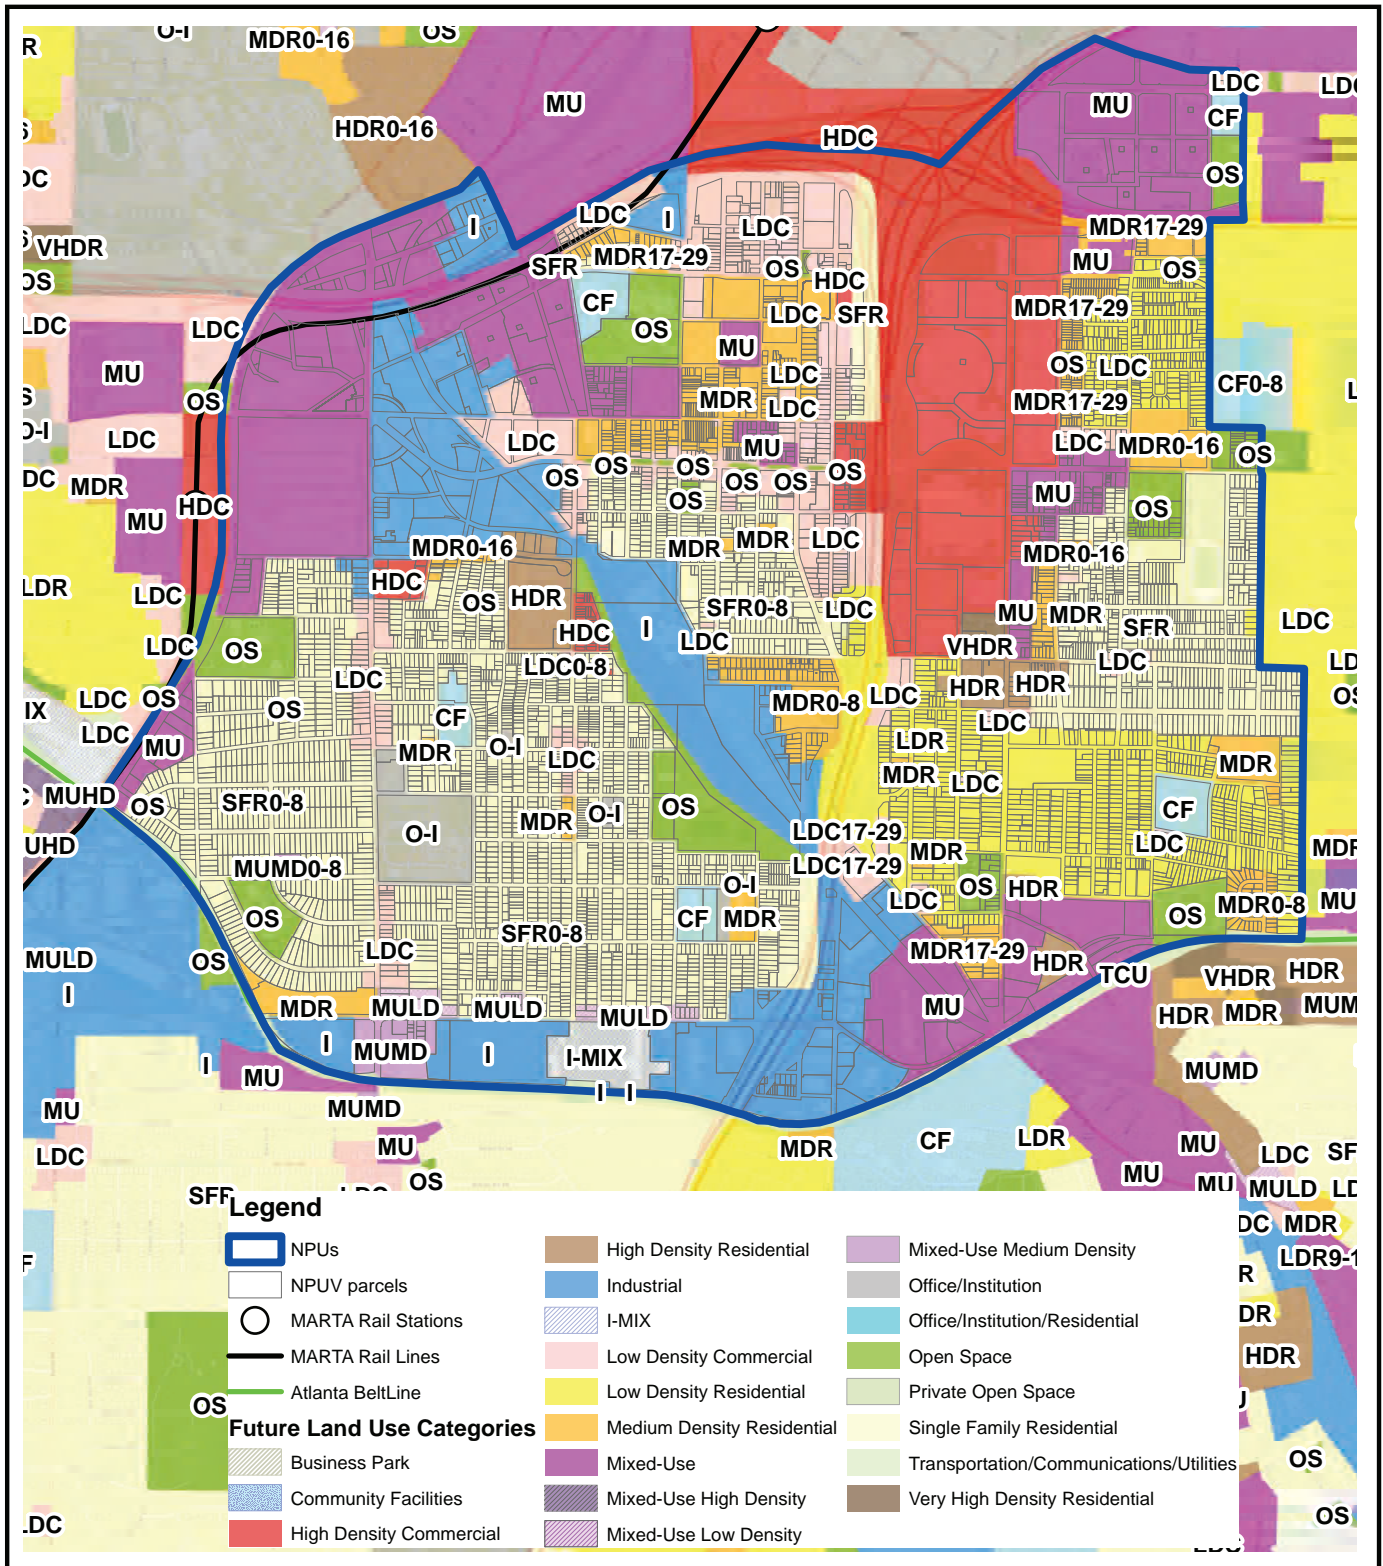 O-I
MDR0-16
OS
R
MU
HDR0-16
HDC
MU
LDC
CF
OS
VHDR
OS
I
LDC
I
LDC
MDR17-29
MDR17-29
SFR
OS
HDC
MU
OS
CF
LDC
LDC
LDC
SFR
MDR17-29
OS
MU
MU
LDC
OS
LDC
CF0-8
OS
MDR
LDC
MDR17-29
O-I
LDC
LDC
MU
LDC
MDR0-16
OS
MDR
OS
OS
OS
OS
OS
OS
OS
MU
MU
OS
HDC
MDR0-16
MDR
MDR
LDC
MDR0-16
LDR
LDC
HDC
OS
HDR
SFR0-8
LDC
MU
MDR
SFR
LDC
HDC
I
LDC
VHDR
LDC
OS
LDC0-8
LDC
LDC
OS
OS
CF
MDR0-8
LDC
HDR
HDR
LDC
IX
LDC
MU
MDR
O-I
LDC
LDR
MDR
LDC
MDR
MUHD
OS
SFR0-8
MDR
O-I
OS
CF
O-I
LDC17-29
LDC17-29
MDR
LDC
UHD
MUMD0-8
O-I
OS
HDR
OS
CF
MDR
LDC
OS
MDR0-8
MU
SFR0-8
LDC
MDR17-29
HDR
TCU
MULD
I
OS
VHDR
HDR
MDR
MULD
MULD
MULD
MU
HDR
MDR
MUM
I
MUMD
I
I-MIX
I
MU
I
I
MUMD
MU
MUMD
MU
LDC
MDR
CF
LDR
MU
LDC
SF
SFR
OS
MU
MU
MULD
MDR
LDR9-1
HDR
OS
OS
OS
Legend
NPUs
NPUV parcels
MARTA Rail Stations
MARTA Rail Lines
Atlanta BeltLine
Future Land Use Categories
Business Park
Community Facilities
High Density Commercial
High Density Residential
Industrial
I-MIX
Low Density Commercial
Low Density Residential
Medium Density Residential
Mixed-Use
Mixed-Use High Density
Mixed-Use Low Density
Mixed-Use Medium Density
Office/Institution
Office/Institution/Residential
Open Space
Private Open Space
Single Family Residential
Transportation/Communications/Utilities
Very High Density Residential